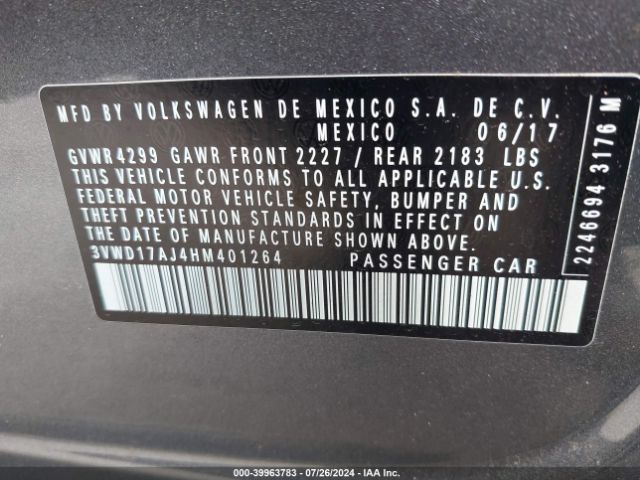 MFD BY VOLKSWAGEN DE MEXICO S.A. DE C.V.
MEXICO 06/17
GVWR 4299 GAWR FRONT 2227 / REAR 2183 LBS
THIS VEHICLE CONFORMS TO ALL APPLICABLE U.S.
FEDERAL MOTOR VEHICLE SAFETY, BUMPER AND
THEFT PREVENTION STANDARDS IN EFFECT ON
THE DATE OF MANUFACTURE SHOWN ABOVE.
3VWD17AJ4HM401264 PASSENGER CAR
2246694 3176 M
000-39963783 - 07/26/2024 - IAA Inc.